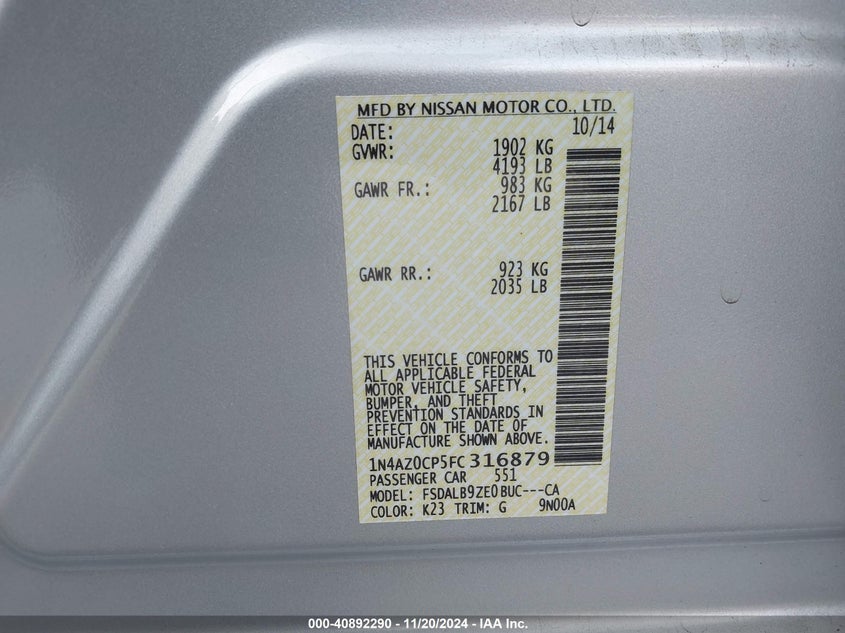 MFD BY NISSAN MOTOR CO., LTD.
DATE: 10/14
GVWR: 1902 KG
4193 LB
GAWR FR.: 983 KG
2167 LB
GAWR RR.: 923 KG
2035 LB
THIS VEHICLE CONFORMS TO
ALL APPLICABLE FEDERAL
MOTOR VEHICLE SAFETY,
BUMPER, AND THEFT
PREVENTION STANDARDS IN
EFFECT ON THE DATE OF
MANUFACTURE SHOWN ABOVE.
1N4AZ0CP5FC316879
PASSENGER CAR 551
MODEL: FSDALB9ZE0BUC---CA
COLOR: K23 TRIM: G 9N00A
000-40892290 - 11/20/2024 - IAA Inc.